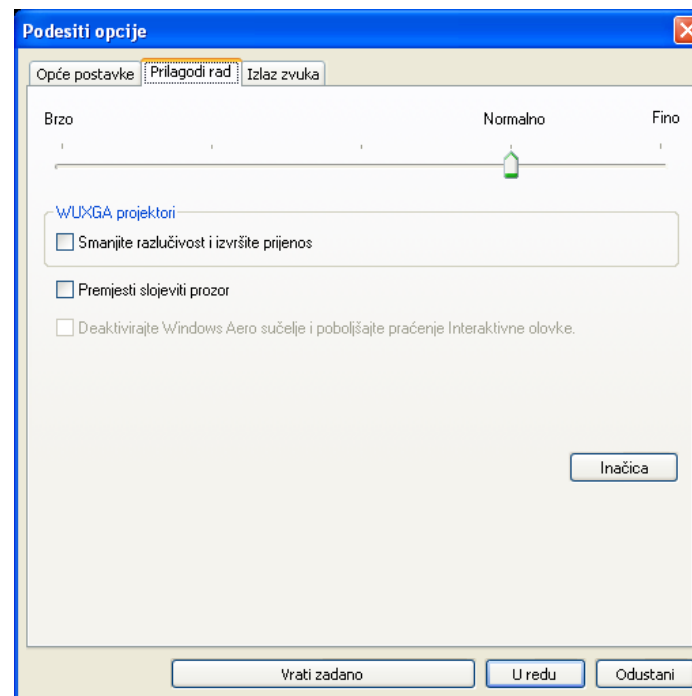 Podesiti opcije
Opće postavke Prilagodi rad Izlaz zvuka
Brzo Normalno Fino
WUXGA projektori
Smanjite razlučivost i izvršite prijenos
Premjesti slojeviti prozor
Deaktivirajte Windows Aero sučelje i poboljšajte praćenje Interaktivne olovke.
Inačica
Vrati zadano U redu Odustani